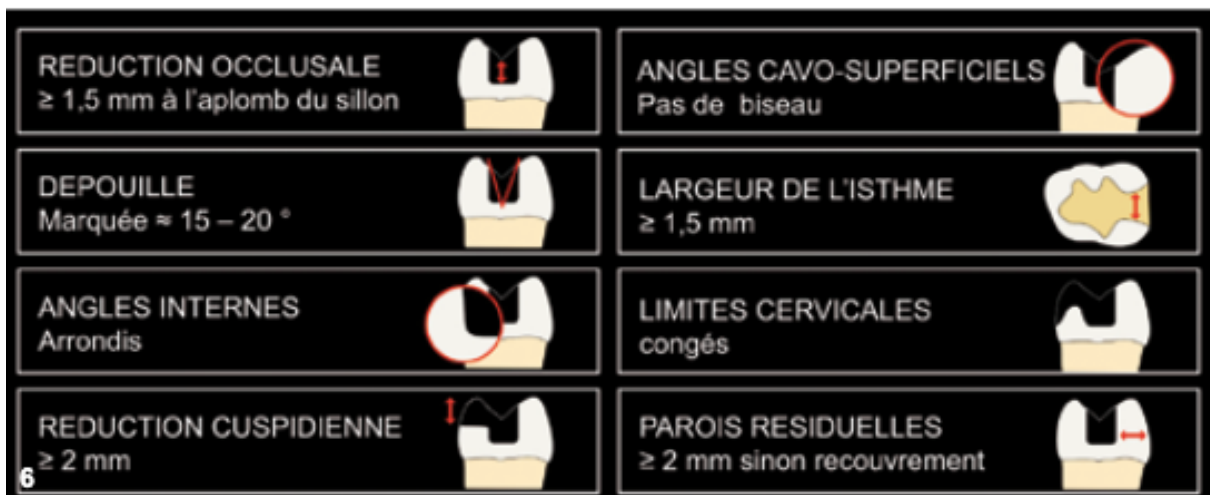 REDUCTION OCCLUSALE
≥ 1,5 mm à l'aplomb du sillon
ANGLES CAVO-SUPERFICIELS
Pas de biseau
DEPOUILLE
Marquée ≈ 15 – 20 °
LARGEUR DE L'ISTHME
≥ 1,5 mm
ANGLES INTERNES
Arrondis
LIMITES CERVICALES
congés
REDUCTION CUSPIDIENNE
≥ 2 mm
PAROIS RESIDUELLES
≥ 2 mm sinon recouvrement
6